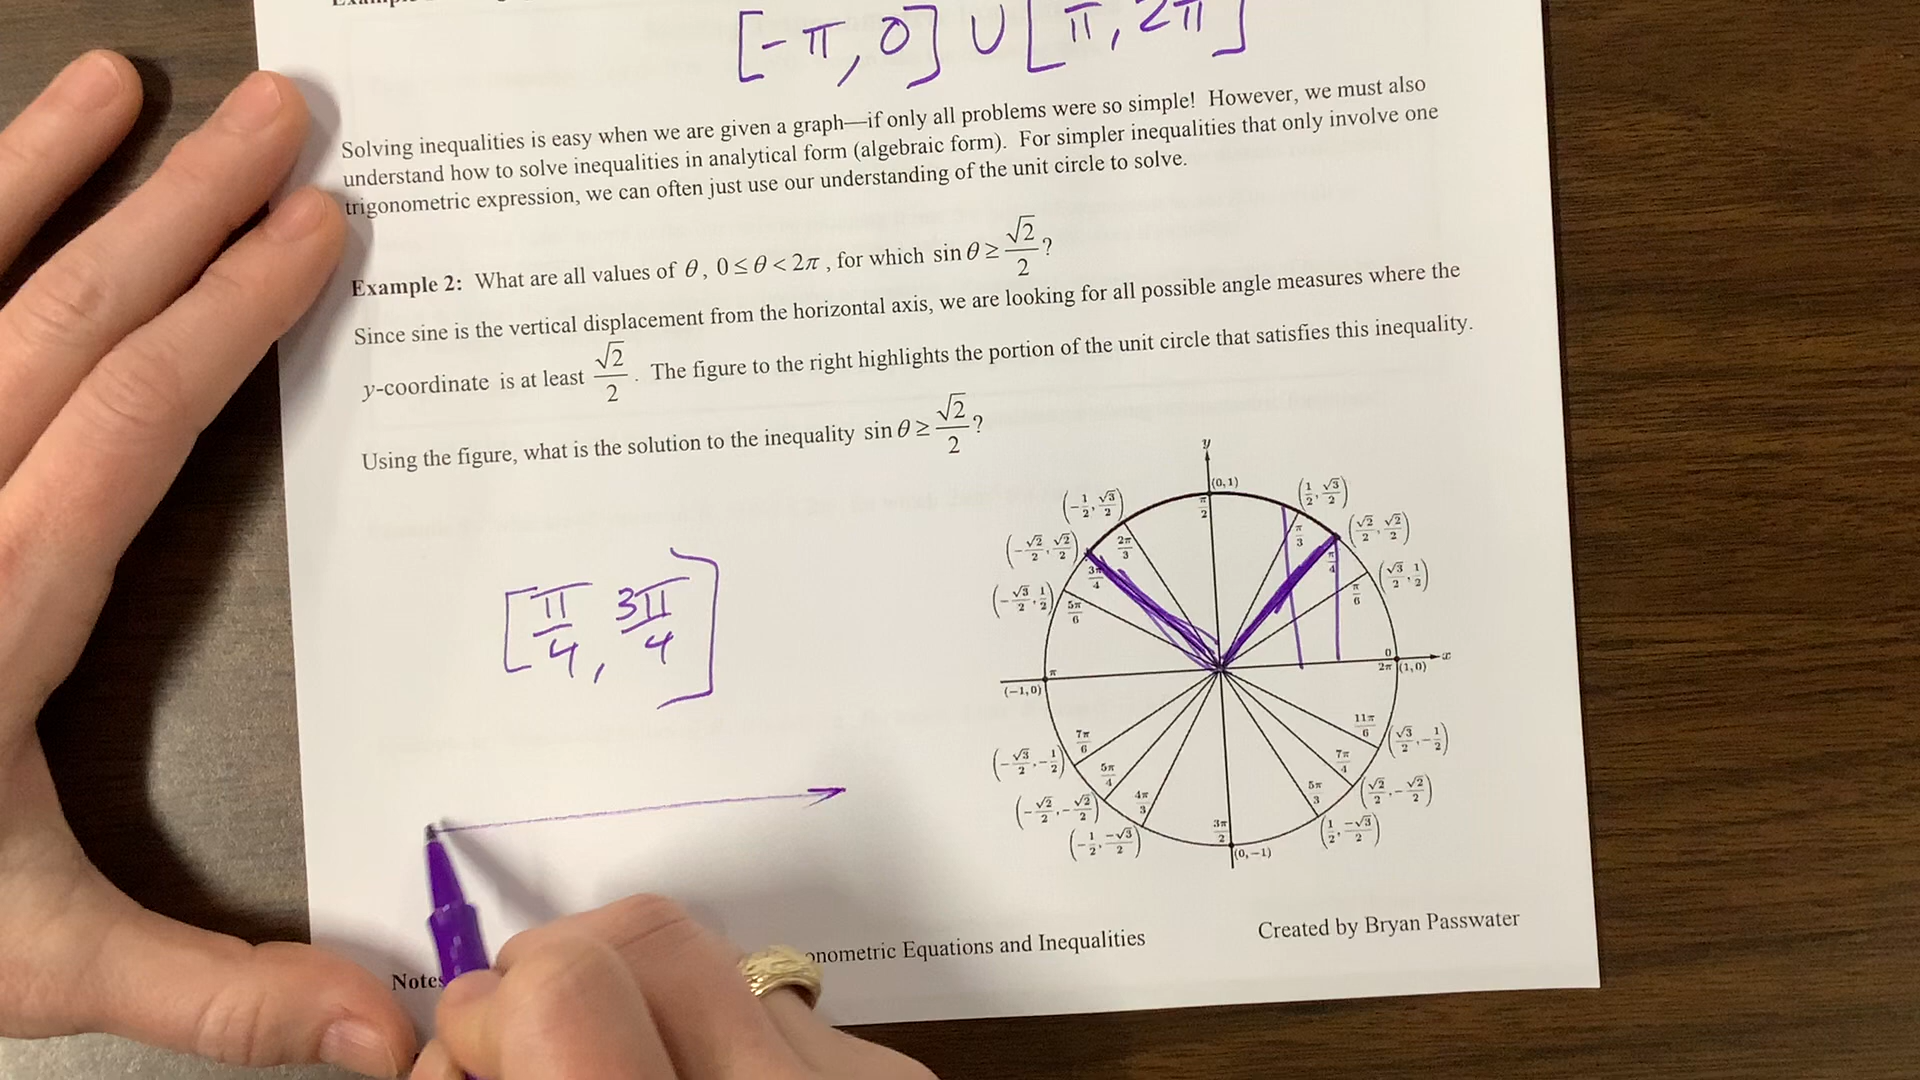 [-π, 0] ∪ [π, 2π]
Solving inequalities is easy when we are given a graph—if only all problems were so simple! However, we must also
understand how to solve inequalities in analytical form (algebraic form). For simpler inequalities that only involve one
trigonometric expression, we can often just use our understanding of the unit circle to solve.
Example 2: What are all values of θ, 0 ≤ θ < 2π, for which sin θ ≥ √2/2?
Since sine is the vertical displacement from the horizontal axis, we are looking for all possible angle measures where the
y-coordinate is at least √2/2. The figure to the right highlights the portion of the unit circle that satisfies this inequality.
Using the figure, what is the solution to the inequality sin θ ≥ √2/2?
[π/4, 3π/4]
y
(0,1)
π/2
(1/2, √3/2)
π/3
(√2/2, √2/2)
π/4
(√3/2, 1/2)
π/6
(-1/2, √3/2)
2π/3
(-√2/2, √2/2)
3π/4
(-√3/2, 1/2)
5π/6
(-1,0)
π
0
2π
(1,0)
x
(-√3/2, -1/2)
7π/6
(-√2/2, -√2/2)
5π/4
(-1/2, -√3/2)
4π/3
3π/2
(0,-1)
5π/3
(1/2, -√3/2)
7π/4
(√2/2, -√2/2)
11π/6
(√3/2, -1/2)
Notes onometric Equations and Inequalities
Created by Bryan Passwater